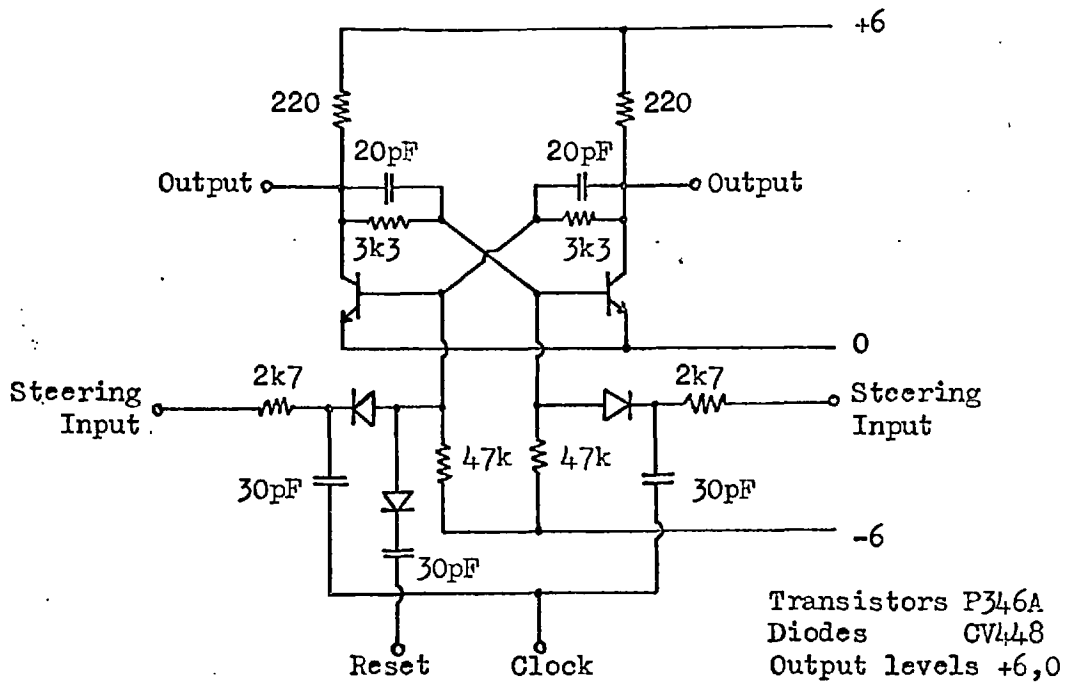 +6
220
220
20pF
20pF
Output
Output
3k3
3k3
0
Steering
Input
2k7
2k7
Steering
Input
47k
47k
30pF
30pF
-6
30pF
Reset
Clock
Transistors P346A
Diodes CV448
Output levels +6,0